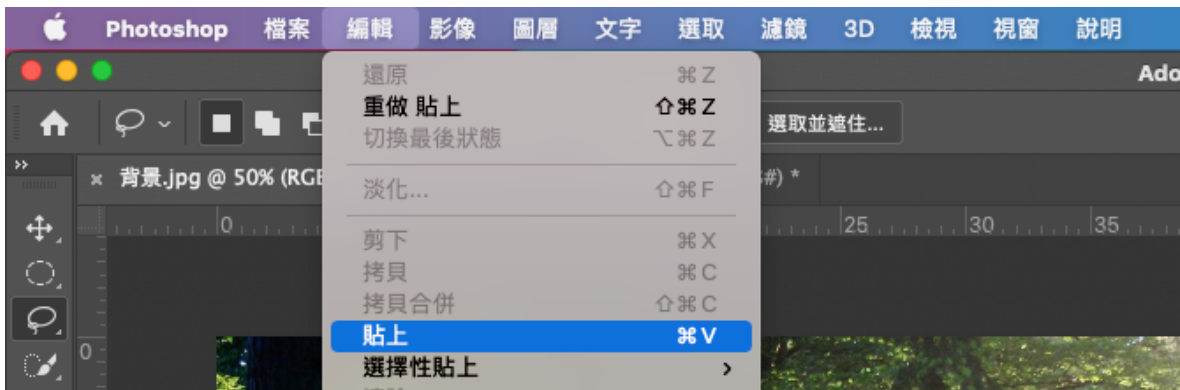 Photoshop 檔案 編輯 影像 圖層 文字 選取 濾鏡 3D 檢視 視窗 說明
還原 ⌘Z
Ado
重做 貼上 ⇧⌘Z
選取並遮住...
切換最後狀態 ⌥⌘Z
× 背景.jpg @ 50% (RGB
#) *
淡化... ⇧⌘F
0 25 30 35
剪下 ⌘X
拷貝 ⌘C
拷貝合併 ⇧⌘C
貼上 ⌘V
0
選擇性貼上 >